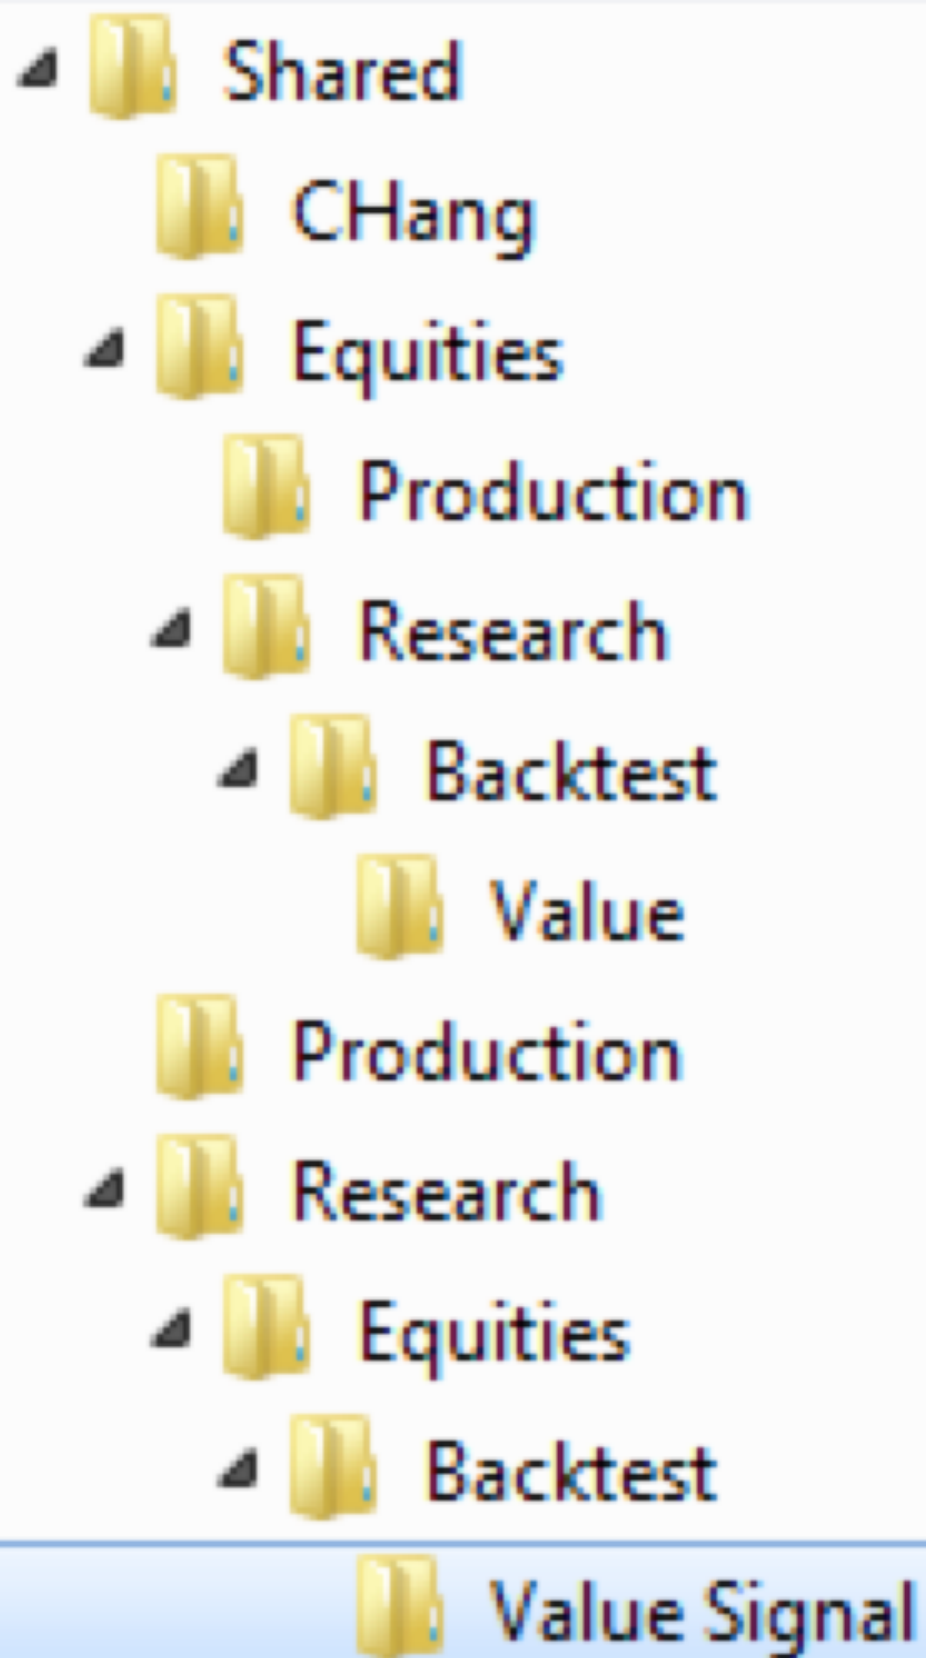 Shared
CHang
Equities
Production
Research
Backtest
Value
Production
Research
Equities
Backtest
Value Signal